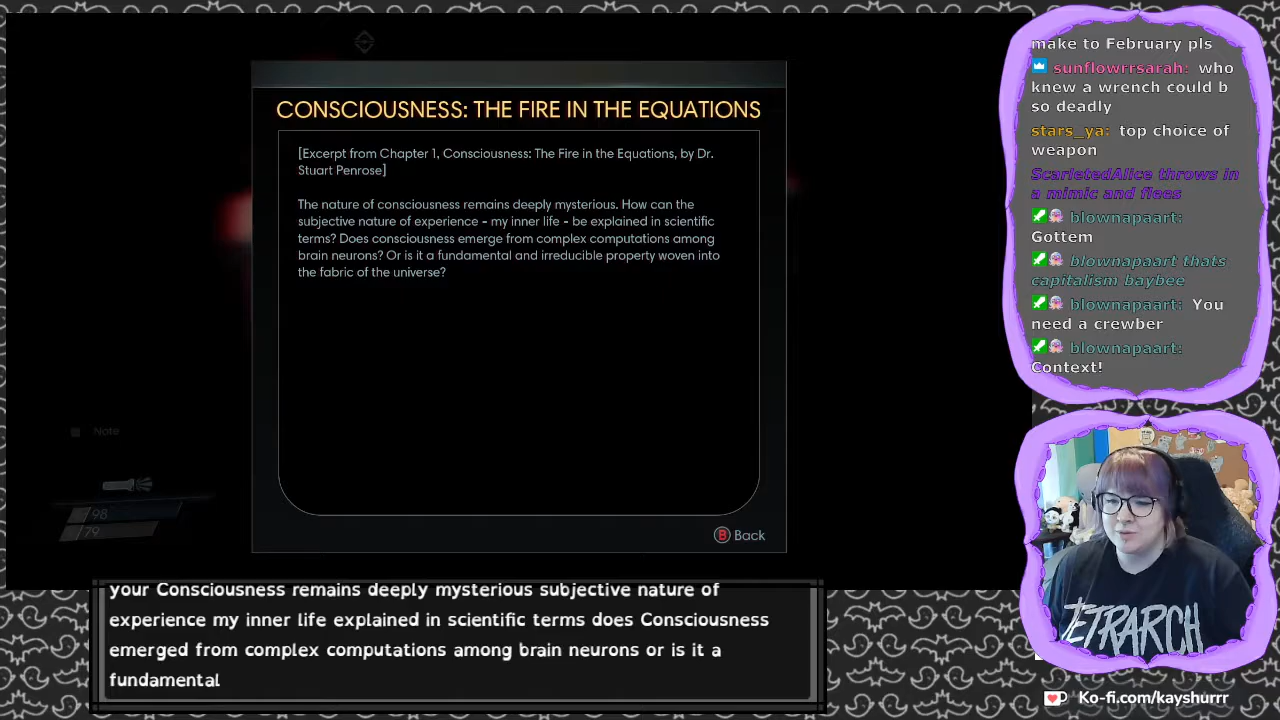 CONSCIOUSNESS: THE FIRE IN THE EQUATIONS
[Excerpt from Chapter 1, Consciousness: The Fire in the Equations, by Dr.
Stuart Penrose]
The nature of consciousness remains deeply mysterious. How can the
subjective nature of experience - my inner life - be explained in scientific
terms? Does consciousness emerge from complex computations among
brain neurons? Or is it a fundamental and irreducible property woven into
the fabric of the universe?
Note
98
79
B Back
your Consciousness remains deeply mysterious subjective nature of
experience my inner life explained in scientific terms does Consciousness
emerged from complex computations among brain neurons or is it a
fundamental
make to February pls
sunflowrrsarah: who
knew a wrench could b
so deadly
stars_ya: top choice of
weapon
ScarletedAlice throws in
a mimic and flees
blownapaart:
Gottem
blownapaart thats
capitalism baybee
blownapaart: You
need a crewber
blownapaart:
Context!
TETRARCH
Ko-fi.com/kayshurrr